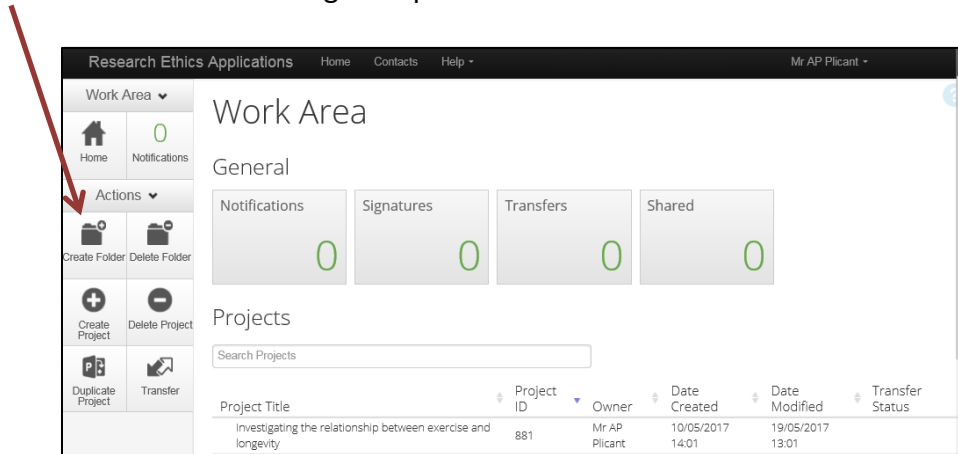 Research Ethics Applications Home Contacts Help Mr AP Plicant
Work Area
Home
0
Notifications
Actions
Create Folder
Delete Folder
Create Project
Delete Project
Duplicate Project
Transfer
Work Area
General
Notifications
0
Signatures
0
Transfers
0
Shared
0
Projects
Search Projects
Project Title Project ID Owner Date Created Date Modified Transfer Status
Investigating the relationship between exercise and longevity 881 Mr AP Plicant 10/05/2017 14:01 19/05/2017 13:01